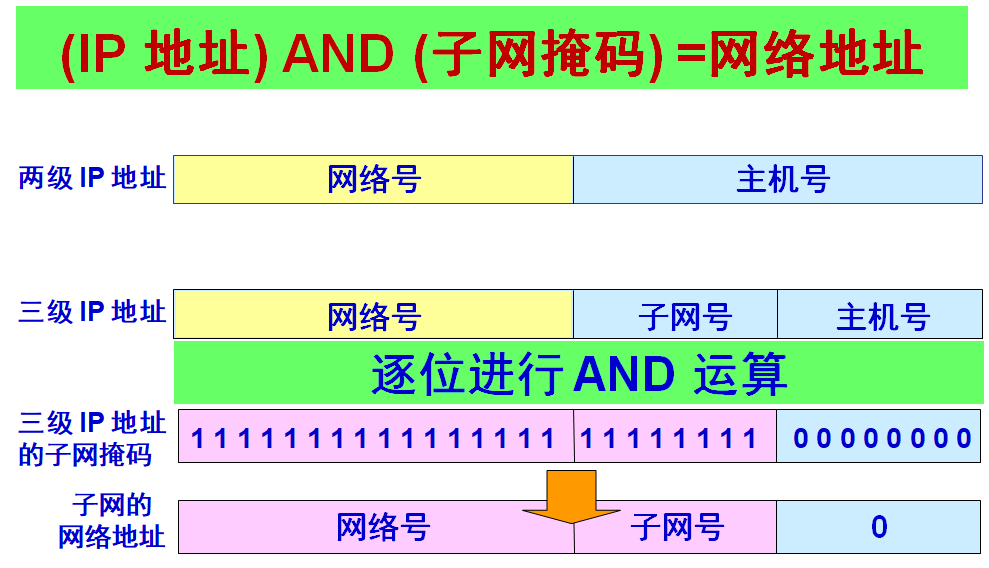 (IP 地址) AND (子网掩码) =网络地址
两级 IP 地址 网络号 主机号
三级 IP 地址 网络号 子网号 主机号
逐位进行 AND 运算
三级 IP 地址
的子网掩码
1 1 1 1 1 1 1 1 1 1 1 1 1 1 1 1 1 1 1 1 1 1 1 1 0 0 0 0 0 0 0 0
子网的
网络地址
网络号 子网号 0